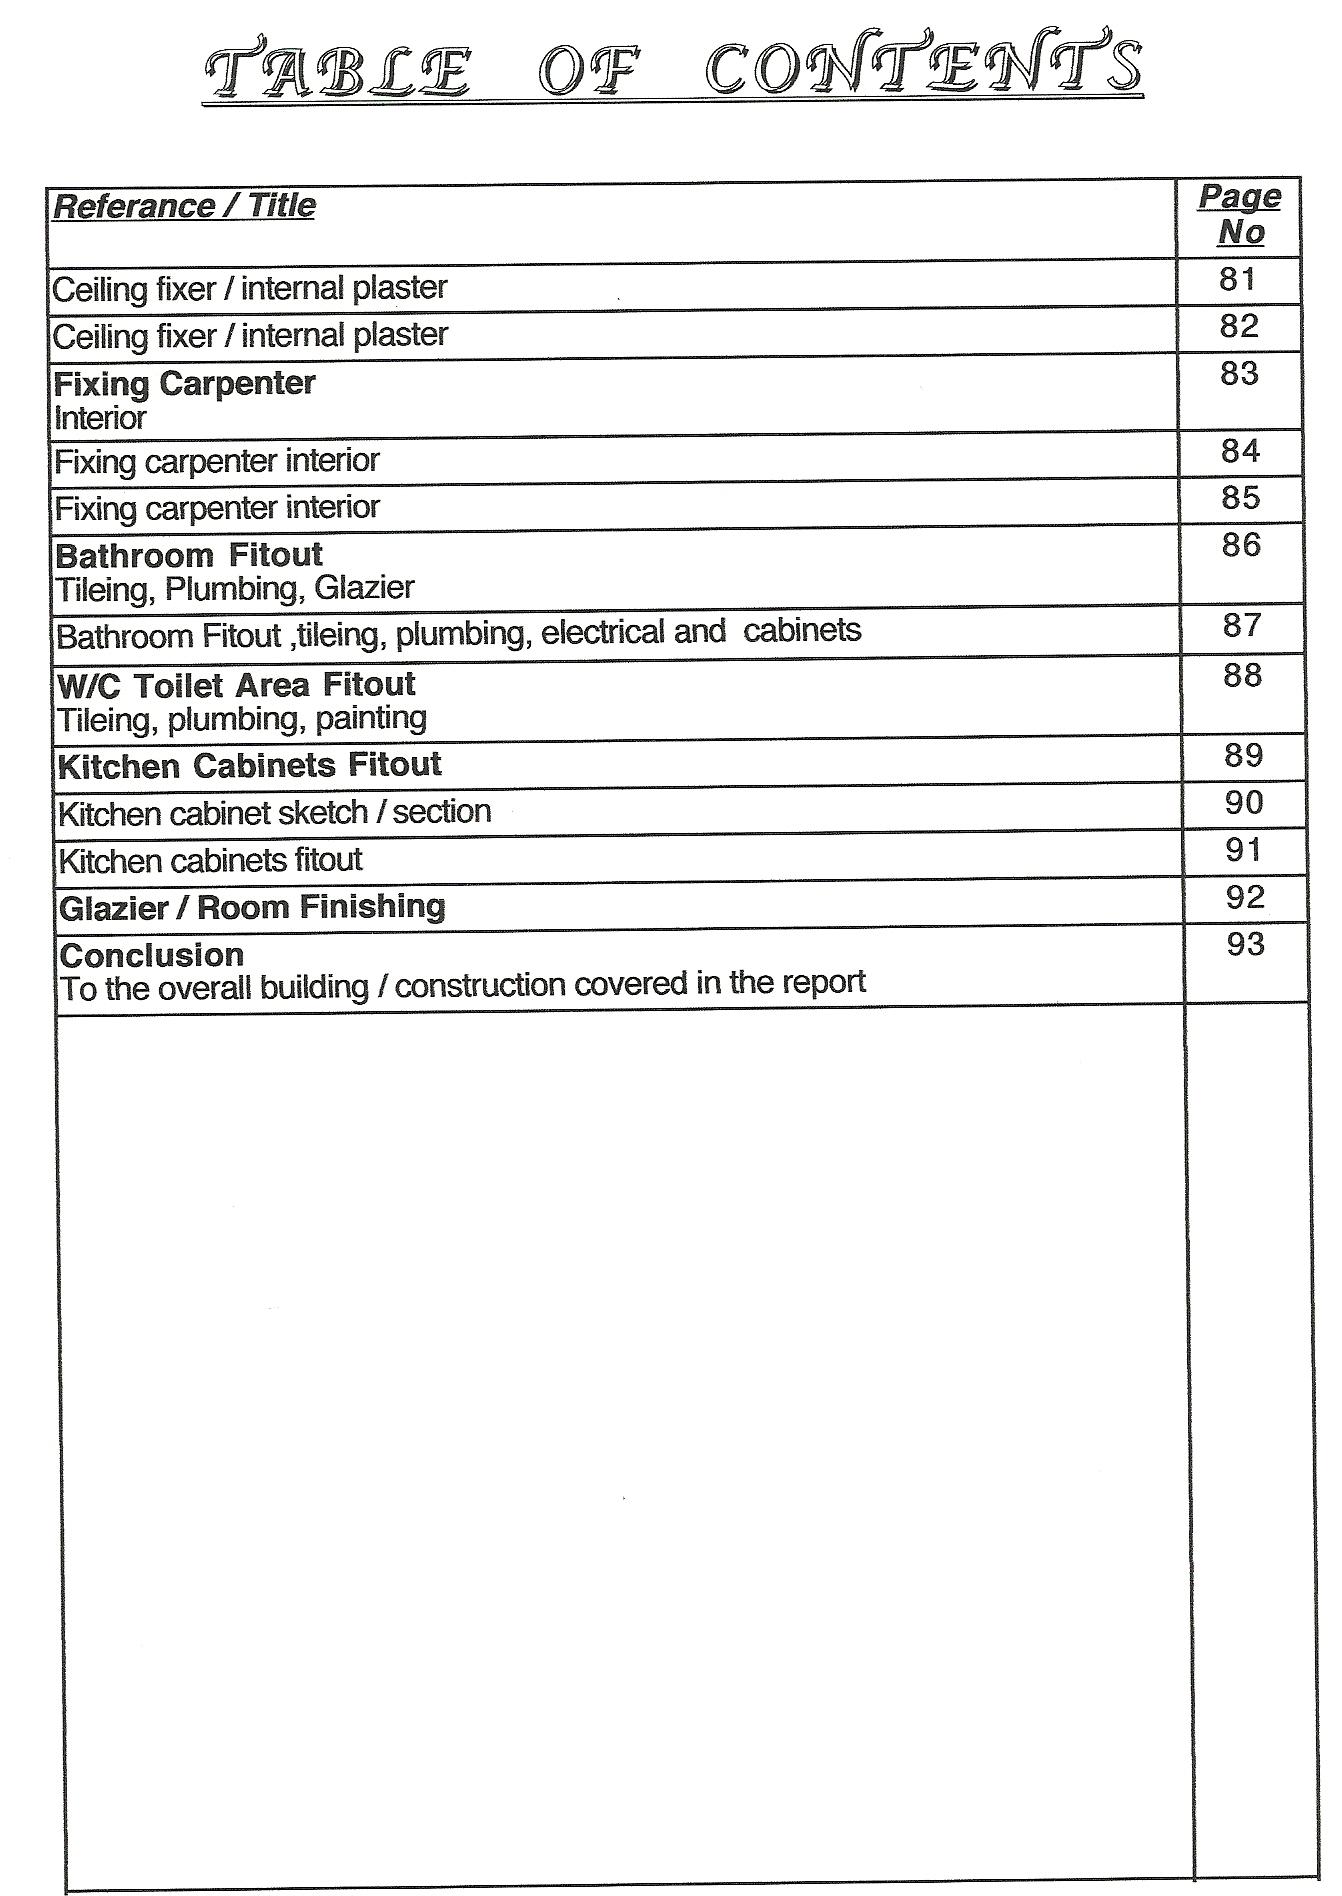 TABLE OF CONTENTS
Referance / Title Page No
Ceiling fixer / internal plaster 81
Ceiling fixer / internal plaster 82
Fixing Carpenter 83
Interior
Fixing carpenter interior 84
Fixing carpenter interior 85
Bathroom Fitout 86
Tileing, Plumbing, Glazier
Bathroom Fitout ,tileing, plumbing, electrical and cabinets 87
W/C Toilet Area Fitout 88
Tileing, plumbing, painting
Kitchen Cabinets Fitout 89
Kitchen cabinet sketch / section 90
Kitchen cabinets fitout 91
Glazier / Room Finishing 92
Conclusion 93
To the overall building / construction covered in the report